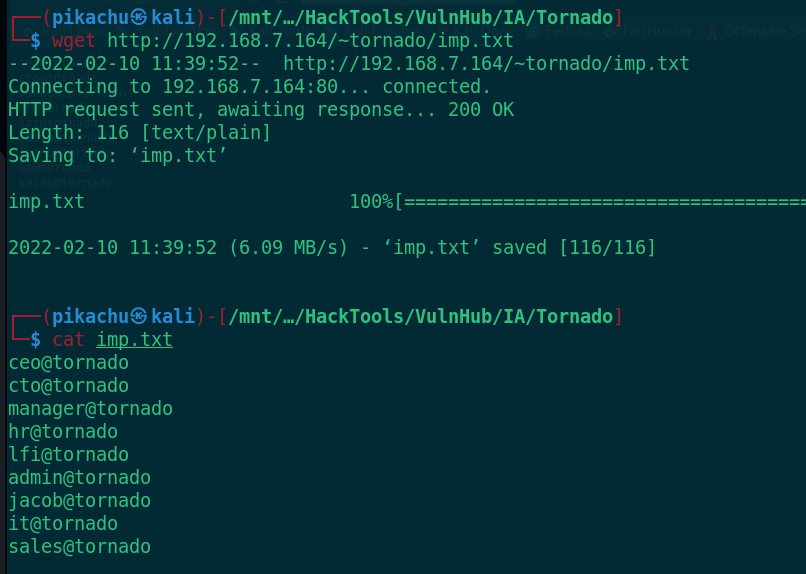 ┌──(pikachu㉿kali)-[/mnt/…/HackTools/VulnHub/IA/Tornado]
└─$ wget http://192.168.7.164/~tornado/imp.txt
--2022-02-10 11:39:52--  http://192.168.7.164/~tornado/imp.txt
Connecting to 192.168.7.164:80... connected.
HTTP request sent, awaiting response... 200 OK
Length: 116 [text/plain]
Saving to: ‘imp.txt’
imp.txt                        100%[=====================================
2022-02-10 11:39:52 (6.09 MB/s) - ‘imp.txt’ saved [116/116]
┌──(pikachu㉿kali)-[/mnt/…/HackTools/VulnHub/IA/Tornado]
└─$ cat imp.txt
ceo@tornado
cto@tornado
manager@tornado
hr@tornado
lfi@tornado
admin@tornado
jacob@tornado
it@tornado
sales@tornado